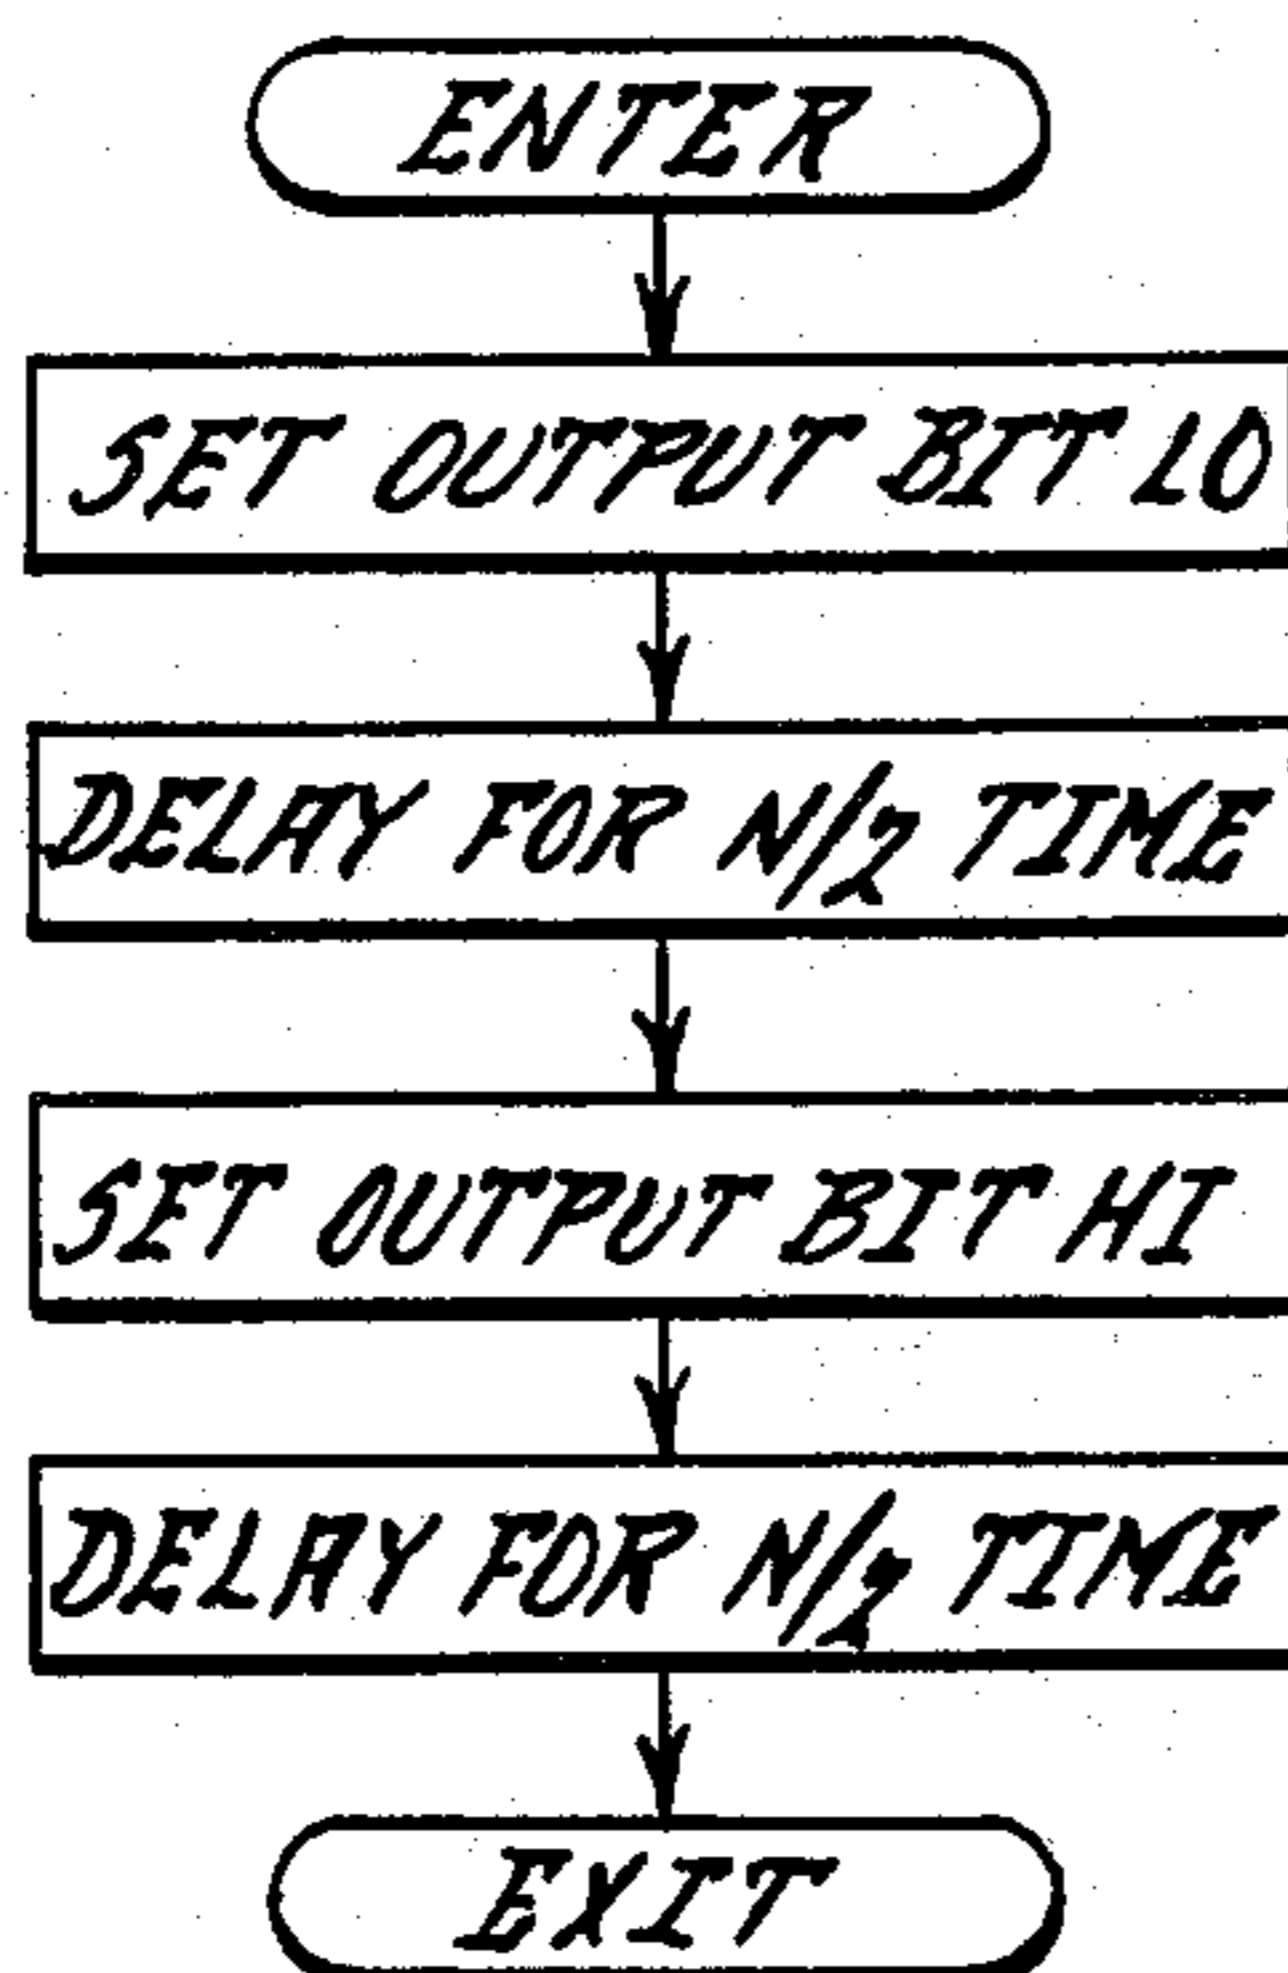 ENTER
SET OUTPUT BIT LO
DELAY FOR N/2 TIME
SET OUTPUT BIT HI
DELAY FOR N/2 TIME
EXIT